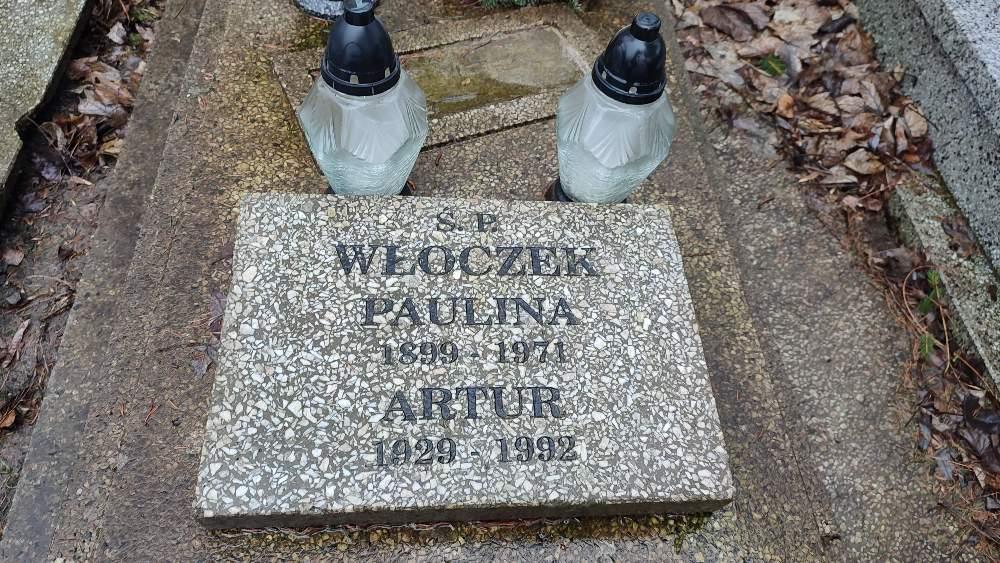 Ś. P.
WŁOCZEK
PAULINA
1899 - 1971
ARTUR
1929 - 1992